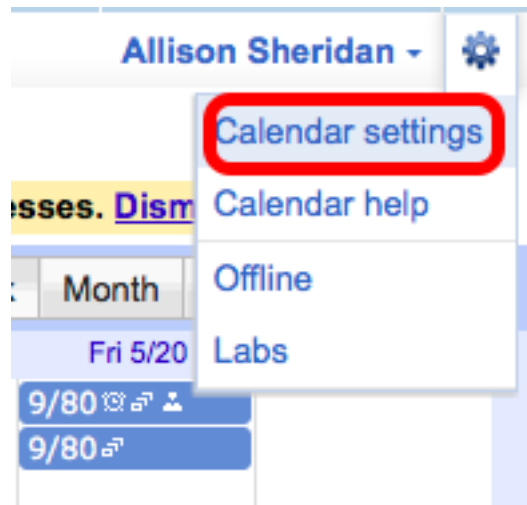 Allison Sheridan
Calendar settings
esses. Dism
Calendar help
Month
Offline
Fri 5/20
Labs
9/80
9/80